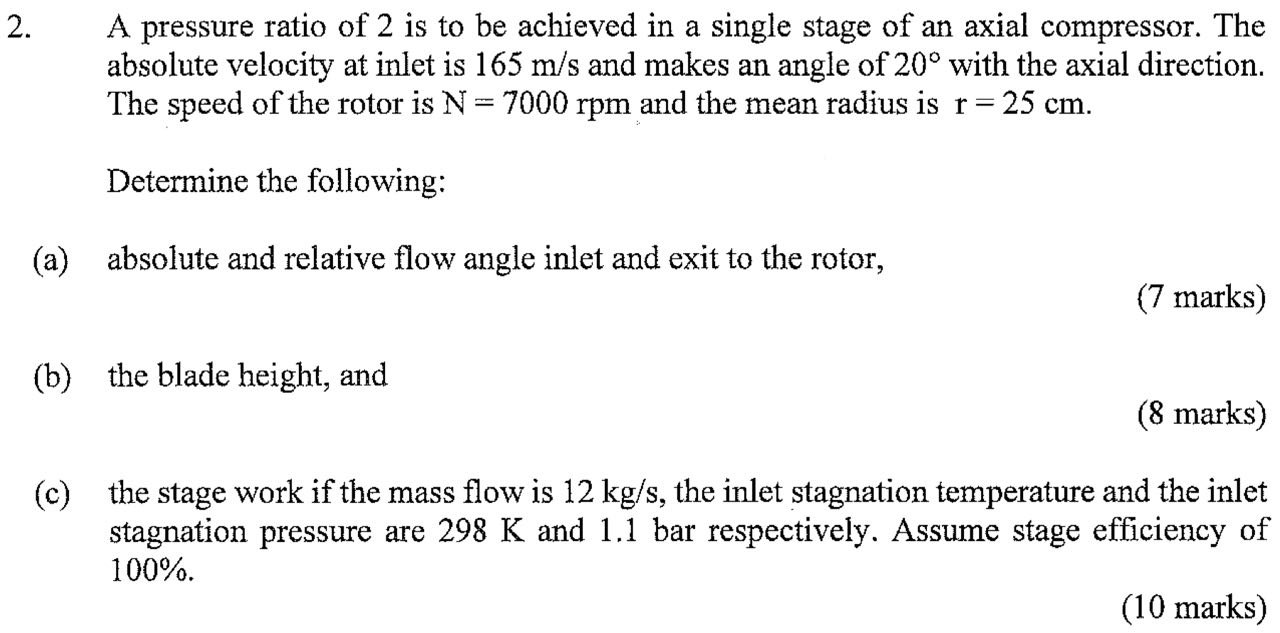 2. A pressure ratio of 2 is to be achieved in a single stage of an axial compressor. The
absolute velocity at inlet is 165 m/s and makes an angle of 20° with the axial direction.
The speed of the rotor is N = 7000 rpm and the mean radius is r = 25 cm.
Determine the following:
(a) absolute and relative flow angle inlet and exit to the rotor,
(7 marks)
(b) the blade height, and
(8 marks)
(c) the stage work if the mass flow is 12 kg/s, the inlet stagnation temperature and the inlet
stagnation pressure are 298 K and 1.1 bar respectively. Assume stage efficiency of
100%.
(10 marks)